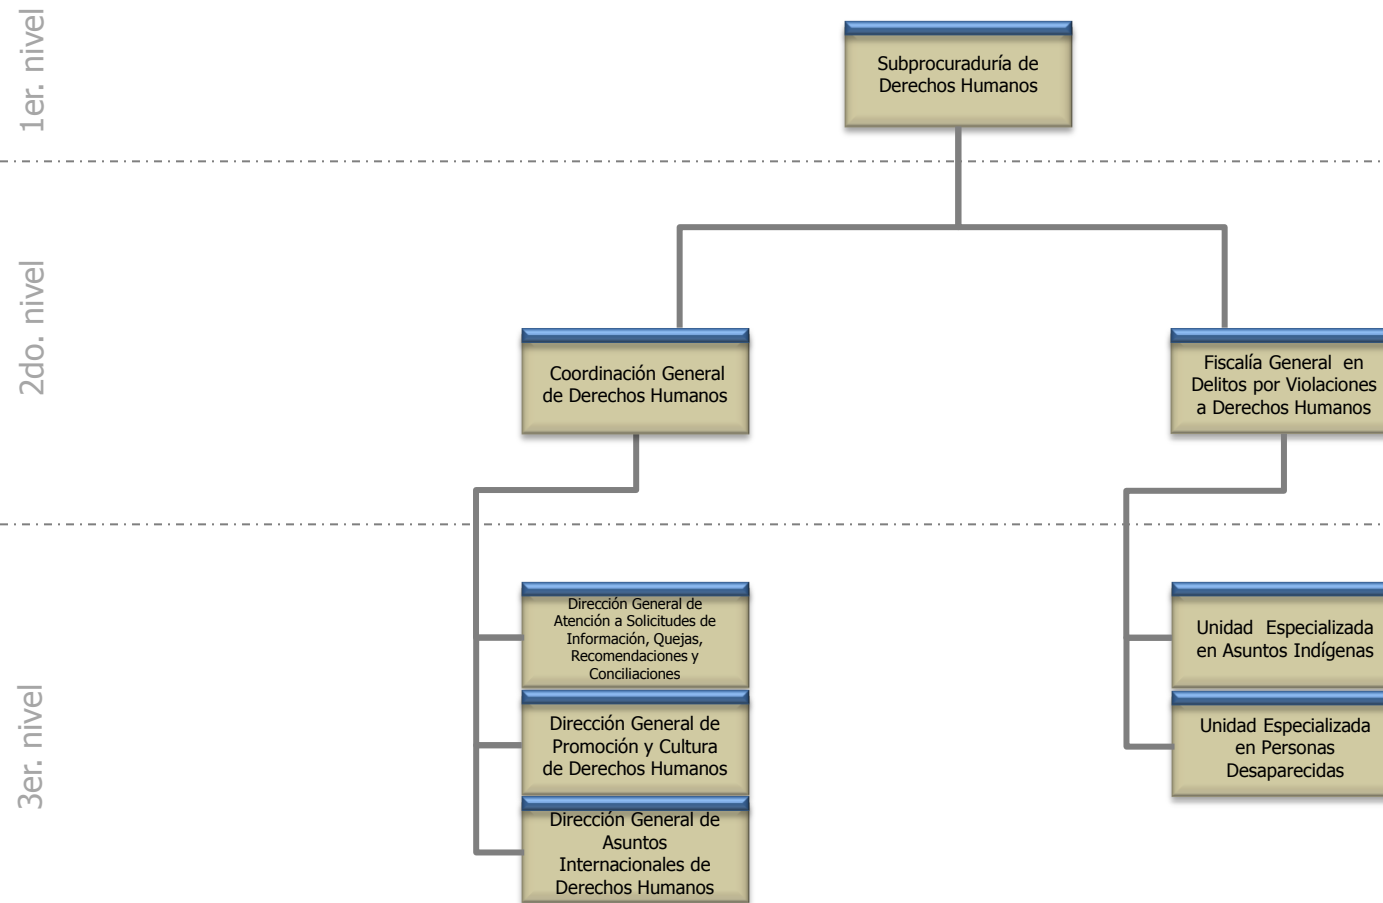 1er. nivel
Subprocuraduría de
Derechos Humanos
2do. nivel
Coordinación General
de Derechos Humanos
Fiscalía General en
Delitos por Violaciones
a Derechos Humanos
3er. nivel
Dirección General de
Atención a Solicitudes de
Información, Quejas,
Recomendaciones y
Conciliaciones
Dirección General de
Promoción y Cultura
de Derechos Humanos
Dirección General de
Asuntos
Internacionales de
Derechos Humanos
Unidad Especializada
en Asuntos Indígenas
Unidad Especializada
en Personas
Desaparecidas